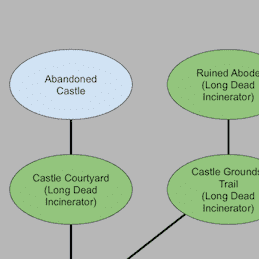 Abandoned
Castle
Ruined Abode
(Long Dead
Incinerator)
Castle Courtyard
(Long Dead
Incinerator)
Castle Grounds
Trail
(Long Dead
Incinerator)